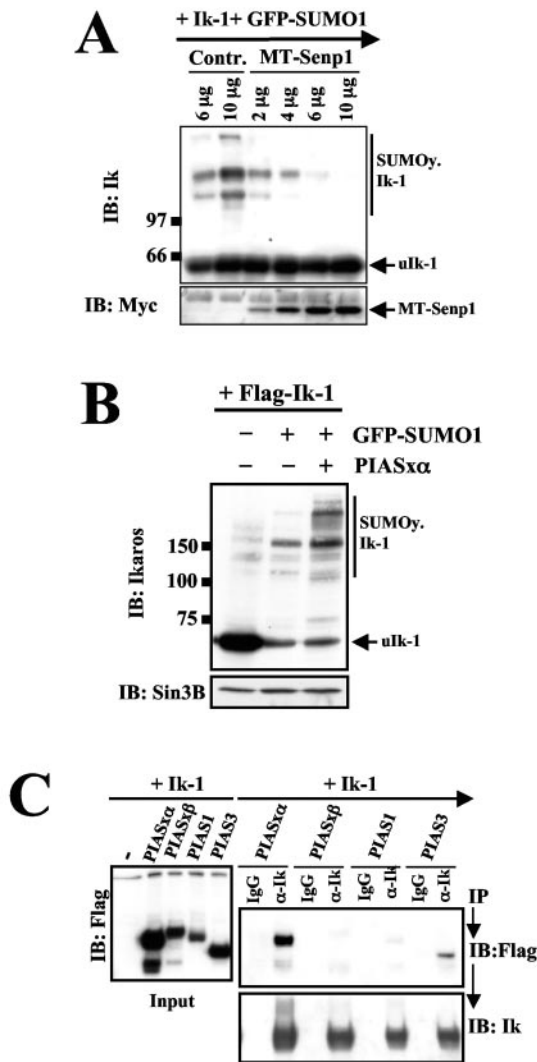 A
+ Ik-1+ GFP-SUMO1
Contr. MT-Senp1
6 µg 10 µg 2 µg 4 µg 6 µg 10 µg
IB: Ik
SUMOy.
Ik-1
97
66
uIk-1
IB: Myc
MT-Senp1
B
+ Flag-Ik-1
– + + GFP-SUMO1
– – + PIASxα
IB: Ikaros
SUMOy.
Ik-1
150
100
75
uIk-1
IB: Sin3B
C
+ Ik-1 + Ik-1
- PIASxα PIASxβ PIAS1 PIAS3
PIASxα PIASxβ PIAS1 PIAS3
IgG α-Ik IgG α-Ik IgG α-Ik IgG α-Ik IP
IB: Flag
IB:Flag
Input
IB: Ik